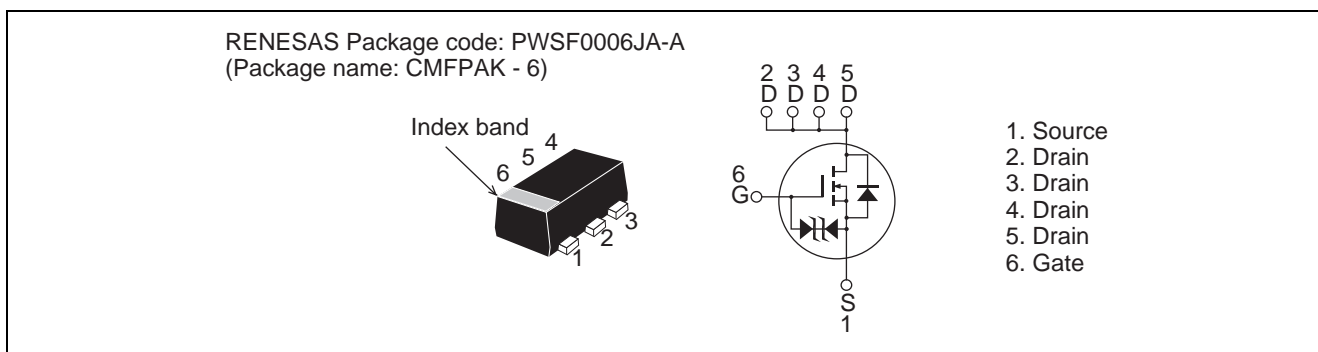 RENESAS Package code: PWSF0006JA-A
(Package name: CMFPAK - 6)
Index band
6
5
4
1
2
3
2 3 4 5
D D D D
6
G
S
1
1. Source
2. Drain
3. Drain
4. Drain
5. Drain
6. Gate